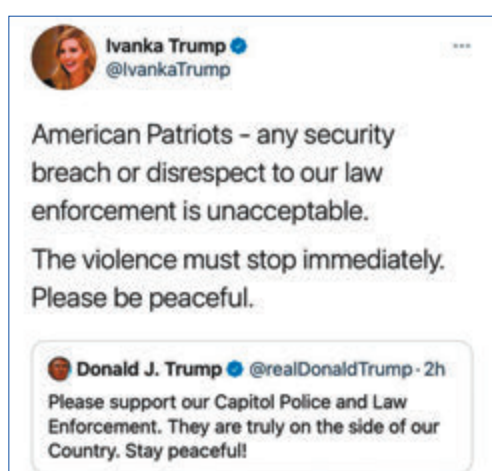 Ivanka Trump
@IvankaTrump
American Patriots – any security
breach or disrespect to our law
enforcement is unacceptable.
The violence must stop immediately.
Please be peaceful.
Donald J. Trump @realDonaldTrump · 2h
Please support our Capitol Police and Law
Enforcement. They are truly on the side of our
Country. Stay peaceful!